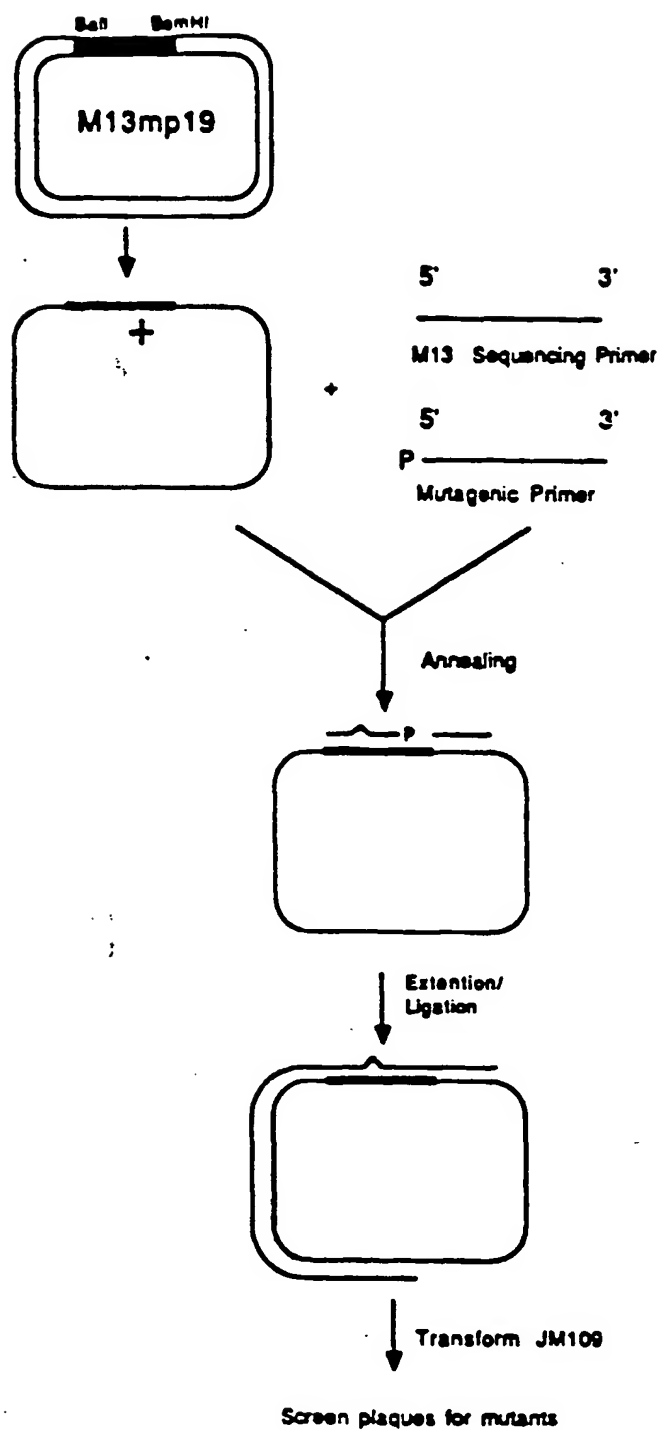 BamHI
M13mp19
+
5' 3'
M13 Sequencing Primer
+
5' 3'
P
Mutagenic Primer
Annealing
P
Extention/
Ligation
Transform JM109
Screen plaques for mutants